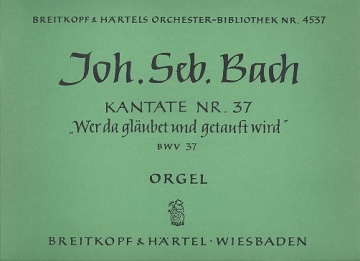 BREITKOPF & HÄRTELS ORCHESTER-BIBLIOTHEK NR. 4537
Joh. Seb. Bach
KANTATE NR. 37
„Wer da gläubet und getauft wird"
BWV 37
ORGEL
BREITKOPF & HÄRTEL · WIESBADEN